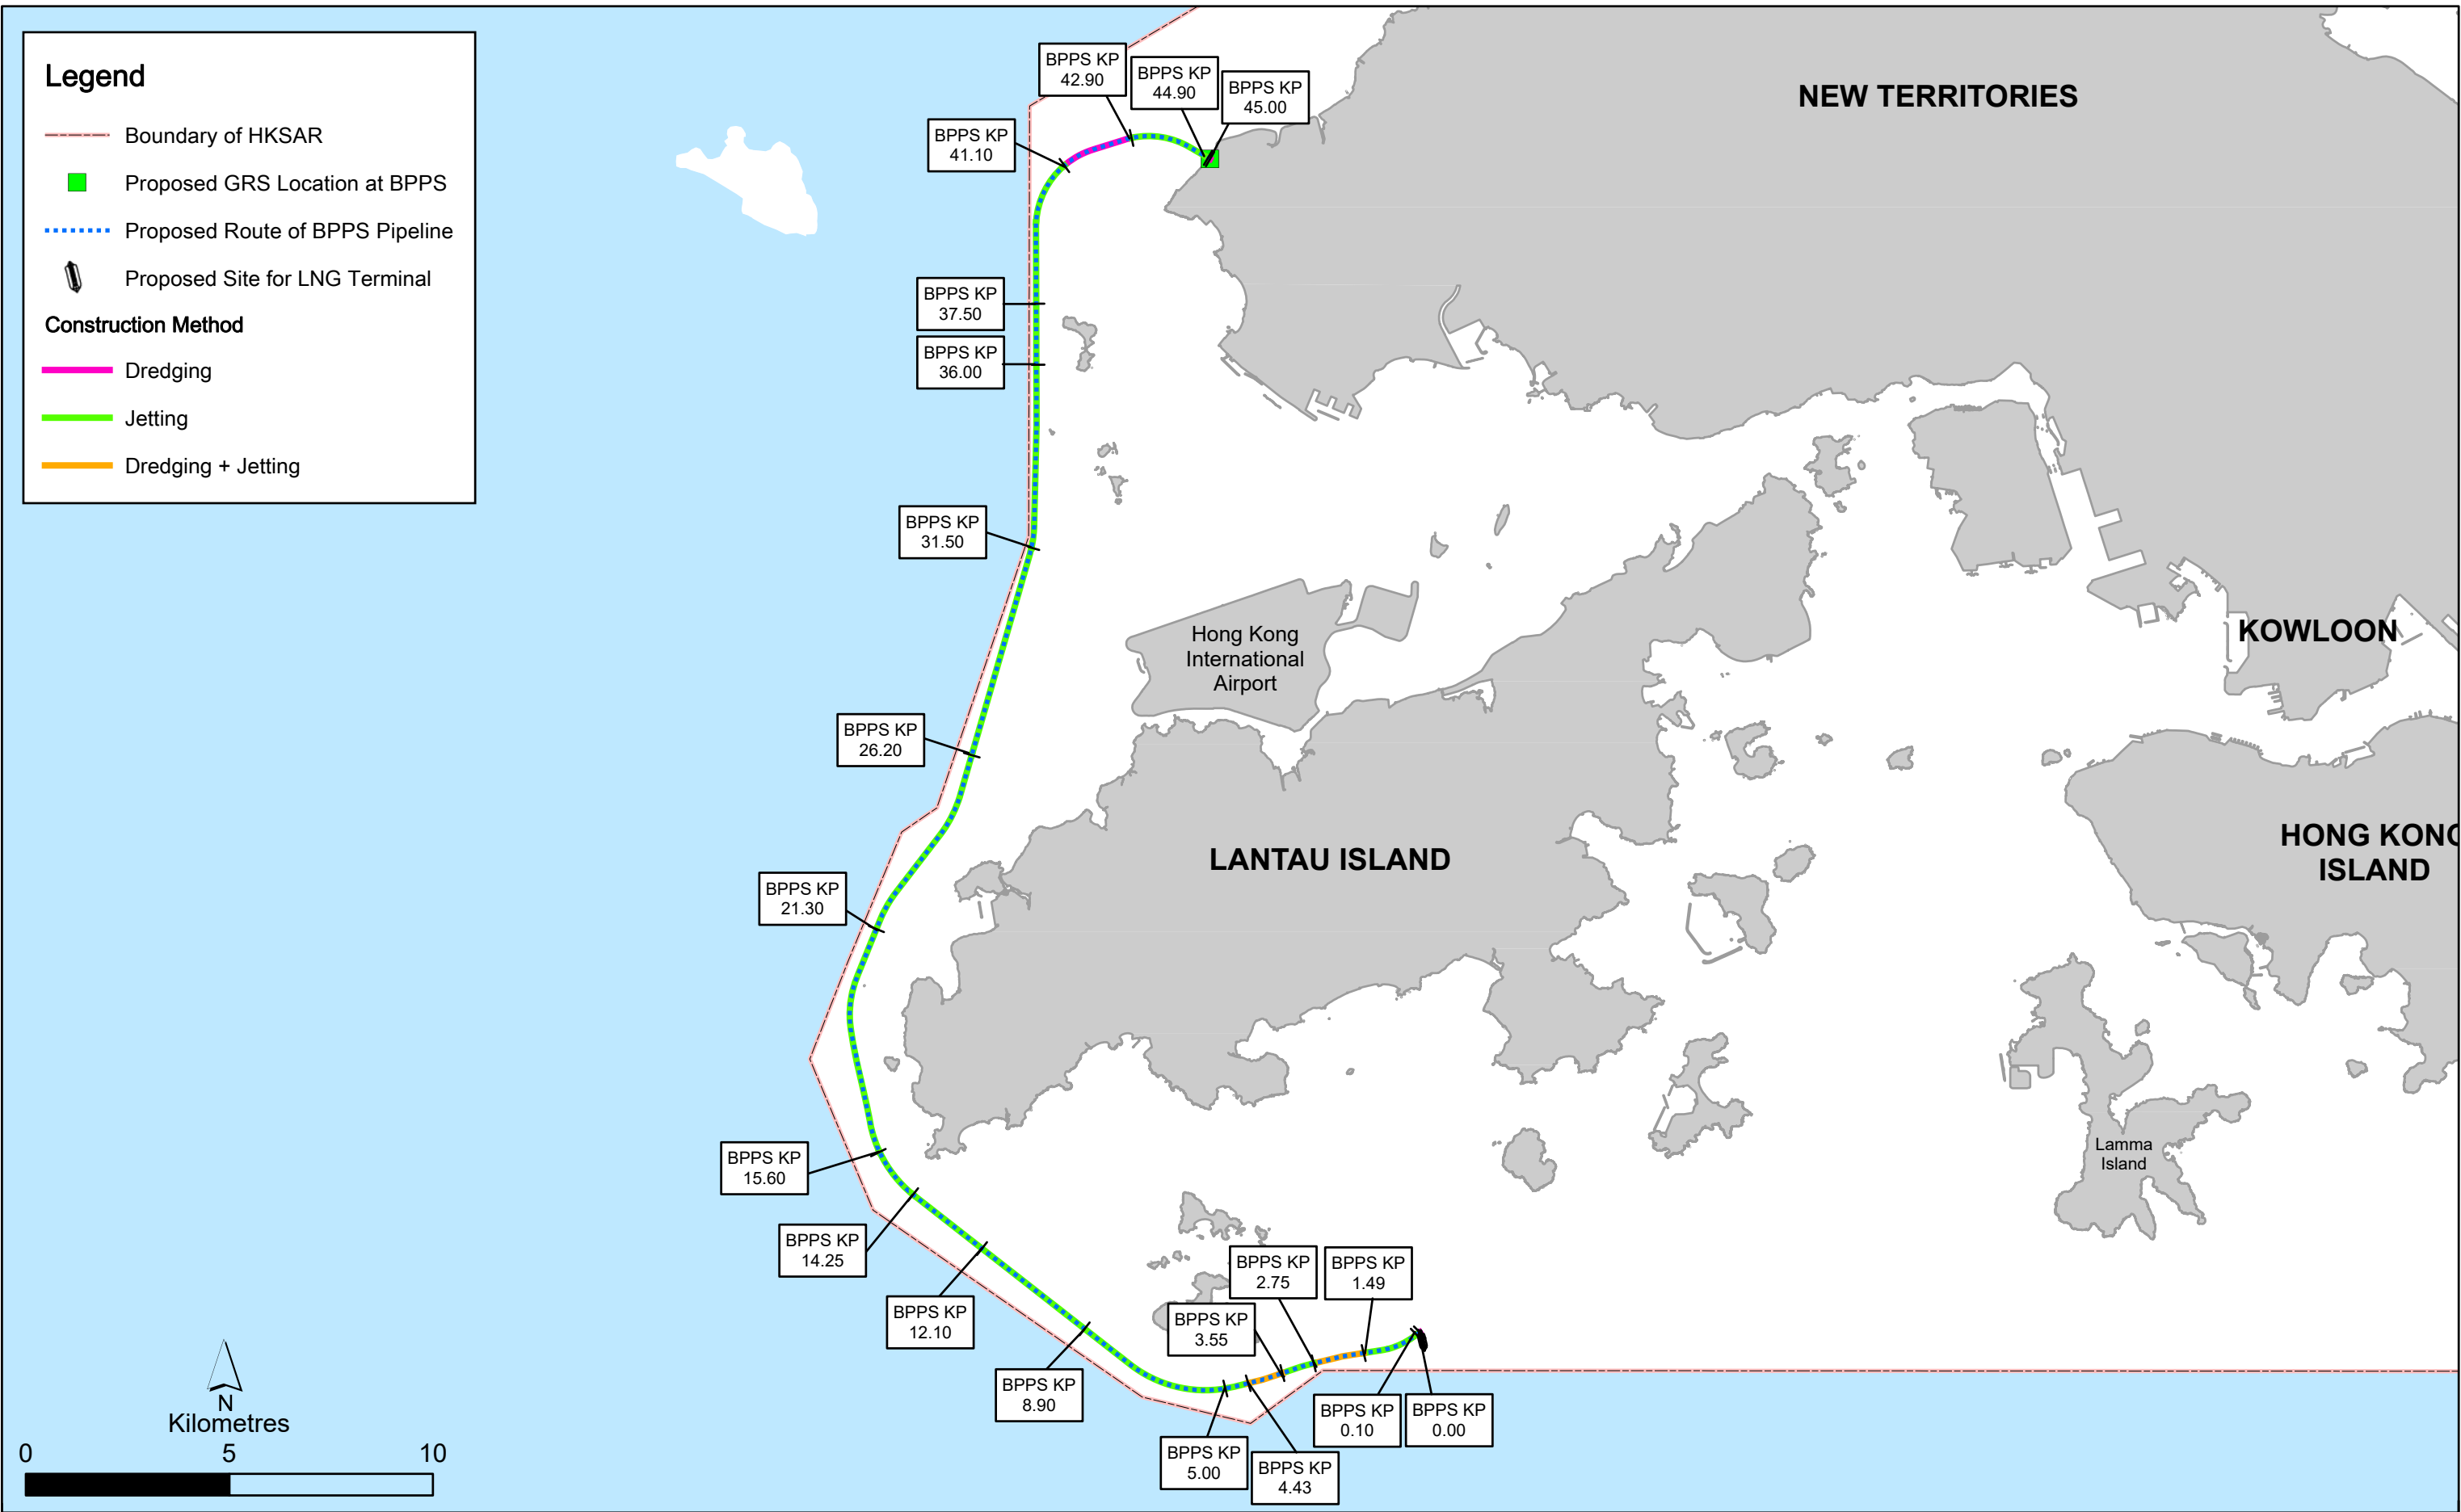 Legend
Boundary of HKSAR
Proposed GRS Location at BPPS
Proposed Route of BPPS Pipeline
Proposed Site for LNG Terminal
Construction Method
Dredging
Jetting
Dredging + Jetting
BPPS KP
42.90
BPPS KP
44.90
BPPS KP
45.00
BPPS KP
41.10
NEW TERRITORIES
BPPS KP
37.50
BPPS KP
36.00
BPPS KP
31.50
Hong Kong
International
Airport
KOWLOON
BPPS KP
26.20
LANTAU ISLAND
HONG KONG
ISLAND
BPPS KP
21.30
BPPS KP
15.60
Lamma
Island
BPPS KP
14.25
BPPS KP
12.10
BPPS KP
8.90
BPPS KP
2.75
BPPS KP
1.49
BPPS KP
3.55
BPPS KP
0.10
BPPS KP
0.00
BPPS KP
5.00
BPPS KP
4.43
N
Kilometres
0 5 10